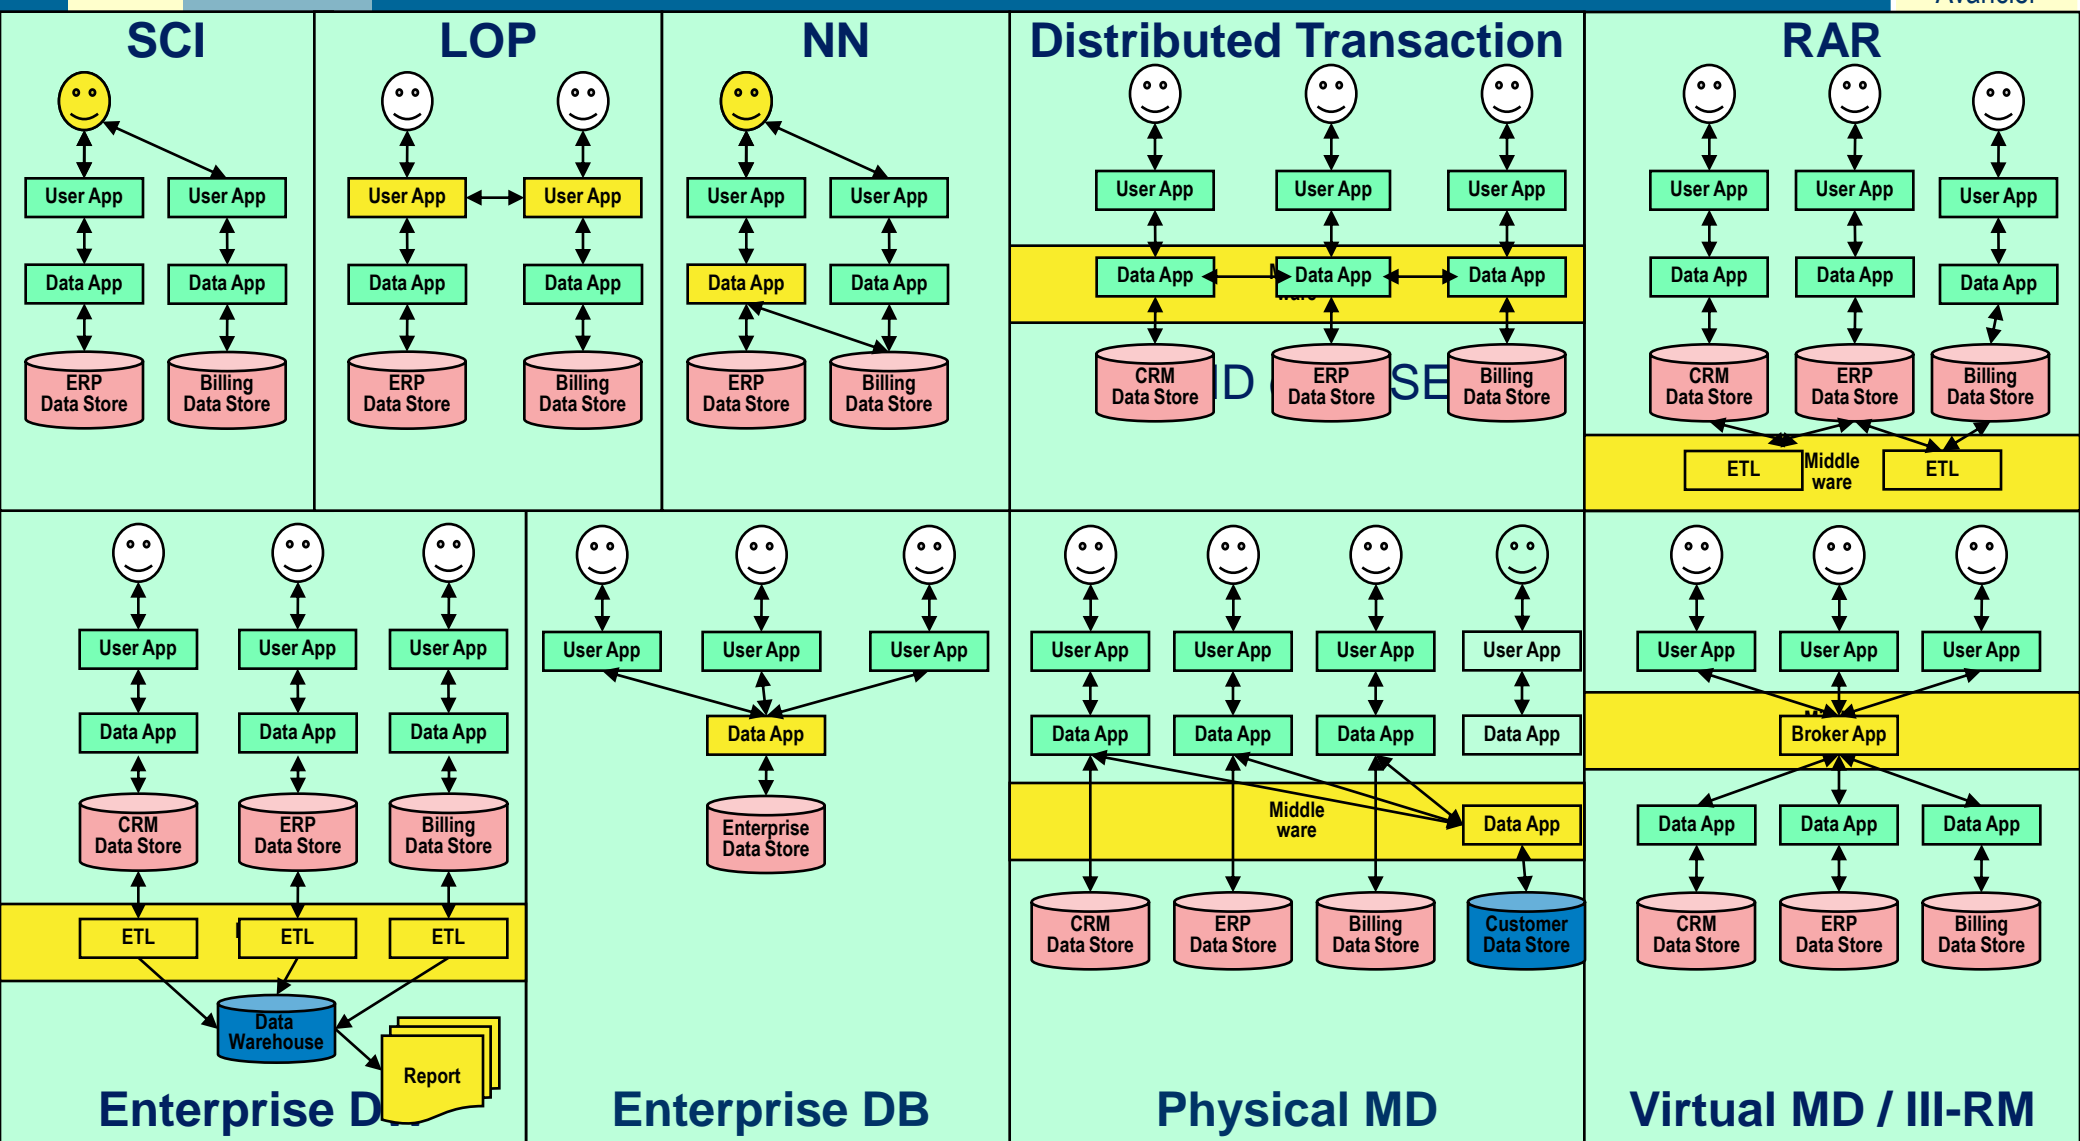 Avancier
SCI
LOP
NN
Distributed Transaction
RAR
User App
User App
User App
User App
User App
User App
User App
User App
User App
User App
User App
User App
Data App
Data App
Data App
Data App
Data App
Data App
Data App
Data App
Data App
Data App
Data App
Data App
ware
ERP
Data Store
Billing
Data Store
ERP
Data Store
Billing
Data Store
ERP
Data Store
Billing
Data Store
CRM
Data Store
ERP
Data Store
Billing
Data Store
CRM
Data Store
ERP
Data Store
Billing
Data Store
ETL
Middle
ware
ETL
User App
User App
User App
User App
User App
User App
User App
User App
User App
User App
User App
User App
User App
Data App
Data App
Data App
Data App
Data App
Data App
Data App
Data App
Broker App
CRM
Data Store
ERP
Data Store
Billing
Data Store
Enterprise
Data Store
Middle
ware
Data App
Data App
Data App
Data App
ETL
ETL
ETL
CRM
Data Store
ERP
Data Store
Billing
Data Store
Customer
Data Store
CRM
Data Store
ERP
Data Store
Billing
Data Store
Data
Warehouse
Report
Enterprise
Enterprise DB
Physical MD
Virtual MD / III-RM